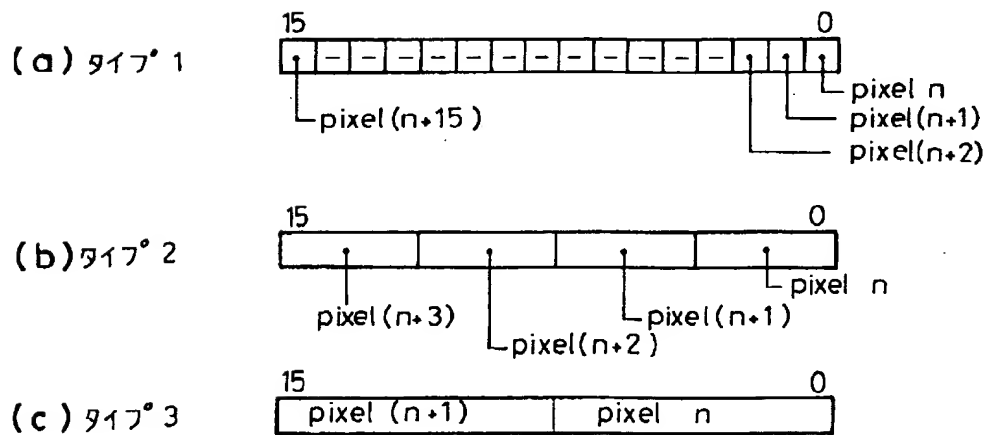 15 0
(a) タイプ 1
- - - - - - - - - - - -
pixel n
pixel(n+15)
pixel(n+1)
pixel(n+2)
15 0
(b) タイプ 2
pixel n
pixel(n+3)
pixel(n+1)
pixel(n+2)
15 0
(c) タイプ 3
pixel (n+1) pixel n